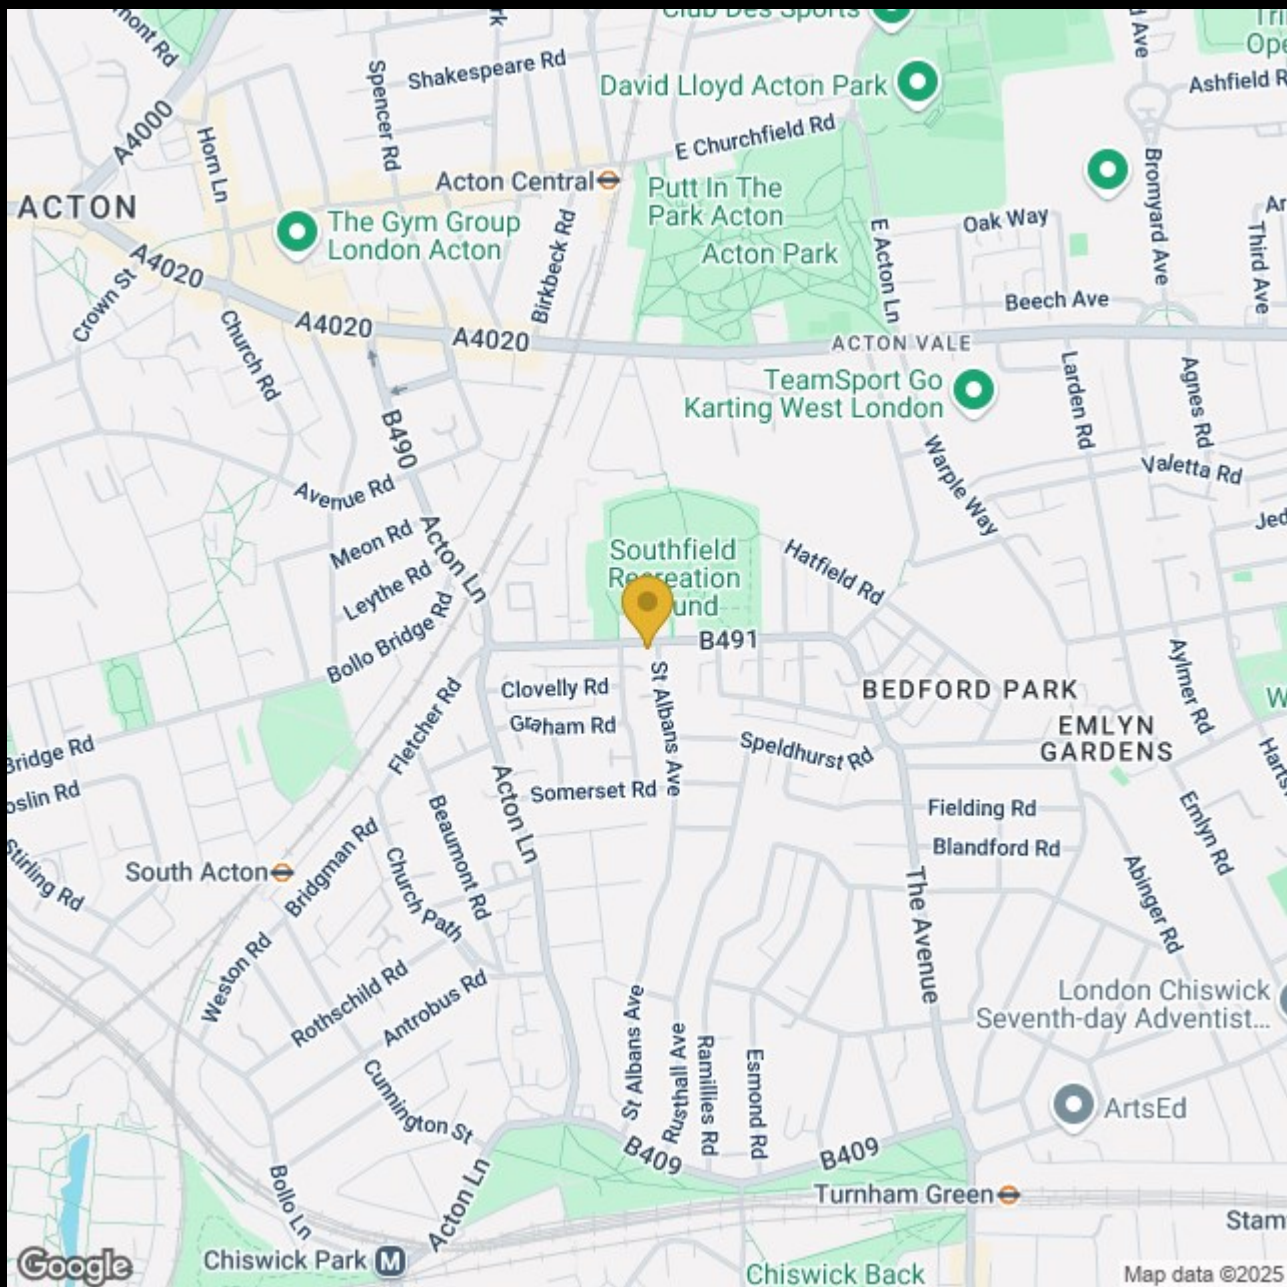 Club Des Sports
mont Rd
Spencer Rd
Shakespeare Rd
David Lloyd Acton Park
Ashfield R
A4000
Horn Ln
E Churchfield Rd
Acton Central
Putt In The
Park Acton
Bromyard Ave
ACTON
The Gym Group
London Acton
Birkbeck Rd
Acton Park
E Acton Ln
Oak Way
Third Ave
A4020
Crown St
Church Rd
A4020
A4020
Beech Ave
ACTON VALE
TeamSport Go
Karting West London
Larden Rd
Agnes Rd
B490
Avenue Rd
Warple Way
Valetta Rd
Meon Rd
Acton Ln
Southfield
Recreation
und
Hatfield Rd
Leythe Rd
Bollo Bridge Rd
B491
St Albans Ave
Clovelly Rd
Graham Rd
BEDFORD PARK
EMLYN
GARDENS
Aylmer Rd
Fletcher Rd
Speldhurst Rd
Bridge Rd
oslin Rd
Acton Ln
Somerset Rd
Beaumont Rd
Fielding Rd
Blandford Rd
Emlyn Rd
Stirling Rd
South Acton
Bridgman Rd
Church Path
The Avenue
Abinger Rd
Weston Rd
Rothschild Rd
Antrobus Rd
St Albans Ave
Rusthall Ave
Ramillies Rd
Esmond Rd
London Chiswick
Seventh-day Adventist...
Cunnington St
ArtsEd
B409
B409
Bollo Ln
Acton Ln
Turnham Green
Stam
Chiswick Park
M
Chiswick Back
Google
Map data ©2025